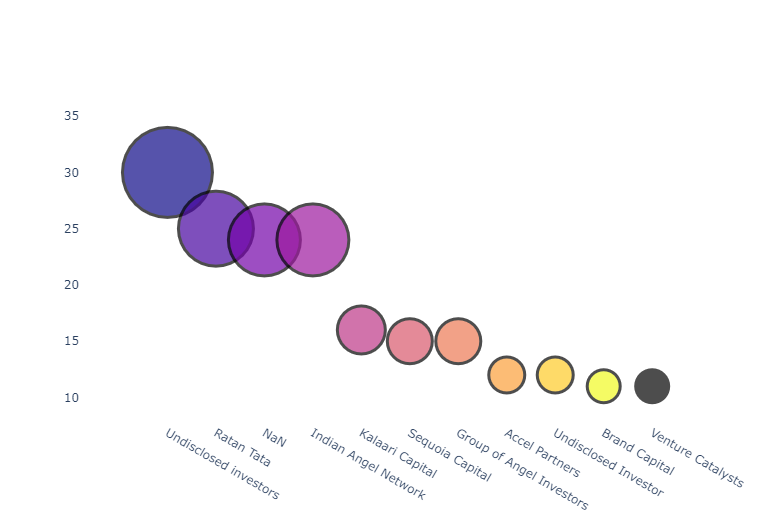 35
30
25
20
15
10
Undisclosed investors
Ratan Tata
NaN
Indian Angel Network
Kalaari Capital
Sequoia Capital
Group of Angel Investors
Accel Partners
Undisclosed Investor
Brand Capital
Venture Catalysts